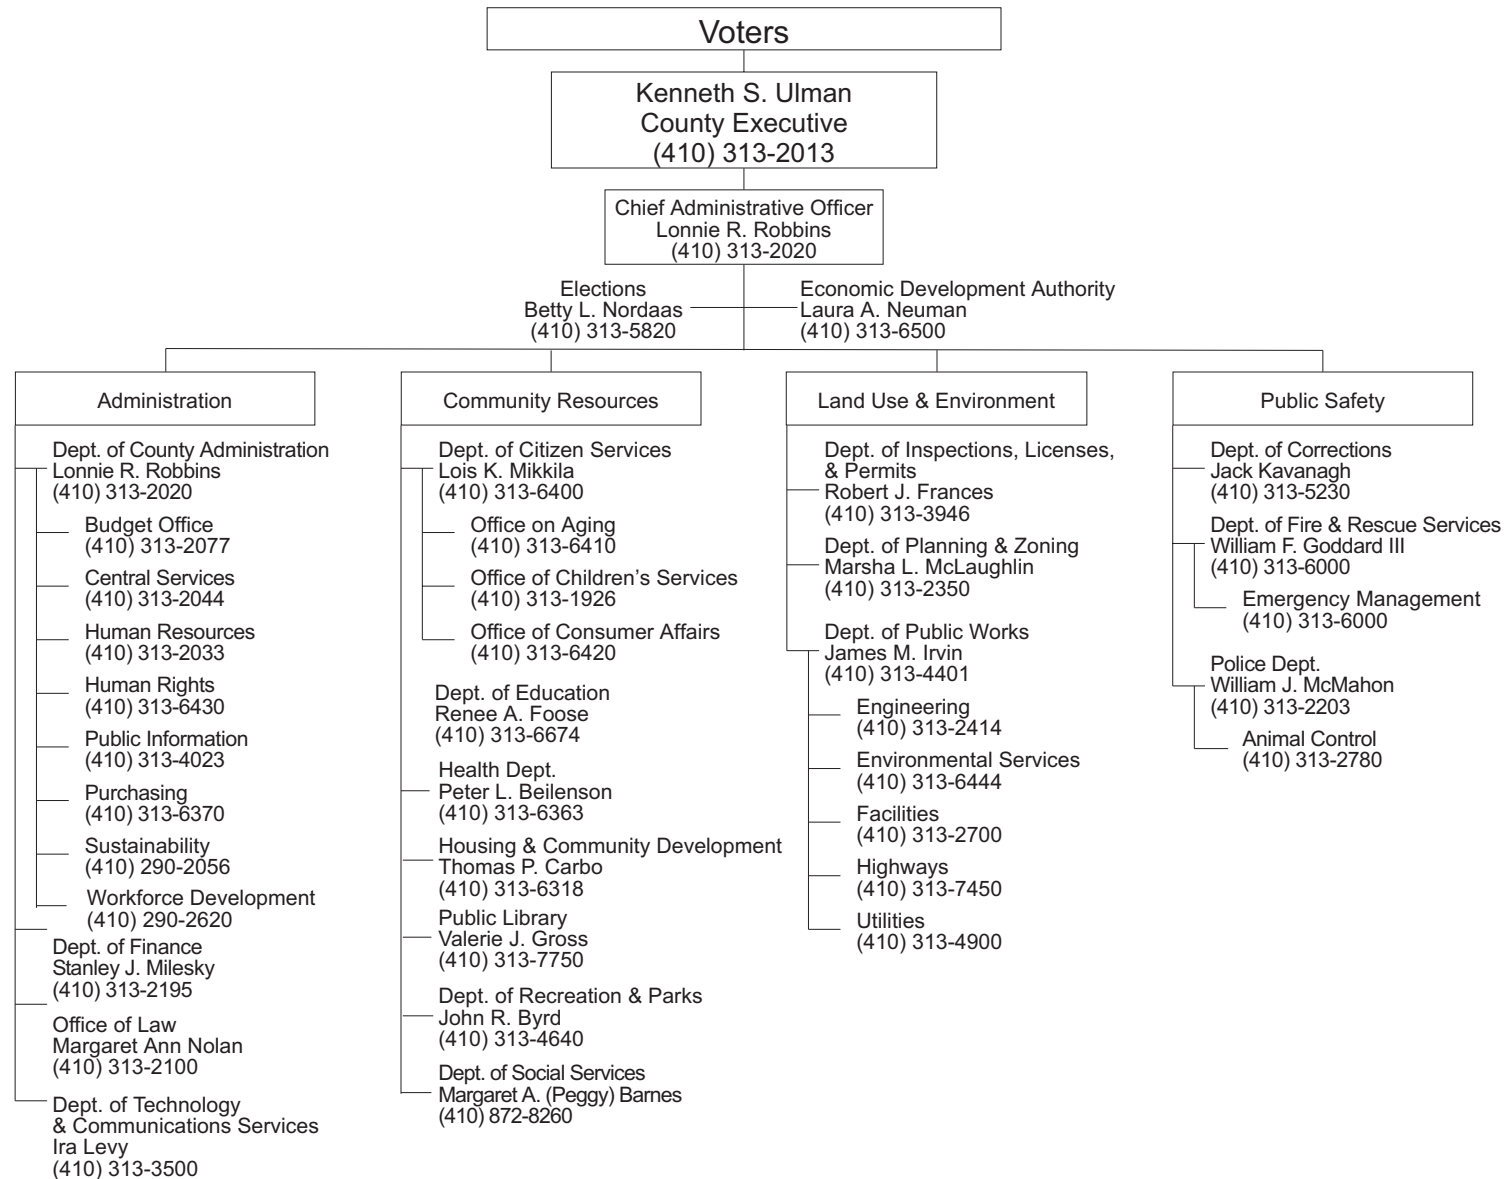 Voters
Kenneth S. Ulman
County Executive
(410) 313-2013
Chief Administrative Officer
Lonnie R. Robbins
(410) 313-2020
Elections
Betty L. Nordaas
(410) 313-5820
Economic Development Authority
Laura A. Neuman
(410) 313-6500
Administration
Dept. of County Administration
Lonnie R. Robbins
(410) 313-2020
Budget Office
(410) 313-2077
Central Services
(410) 313-2044
Human Resources
(410) 313-2033
Human Rights
(410) 313-6430
Public Information
(410) 313-4023
Purchasing
(410) 313-6370
Sustainability
(410) 290-2056
Workforce Development
(410) 290-2620
Dept. of Finance
Stanley J. Milesky
(410) 313-2195
Office of Law
Margaret Ann Nolan
(410) 313-2100
Dept. of Technology
& Communications Services
Ira Levy
(410) 313-3500
Community Resources
Dept. of Citizen Services
Lois K. Mikkila
(410) 313-6400
Office on Aging
(410) 313-6410
Office of Children's Services
(410) 313-1926
Office of Consumer Affairs
(410) 313-6420
Dept. of Education
Renee A. Foose
(410) 313-6674
Health Dept.
Peter L. Beilenson
(410) 313-6363
Housing & Community Development
Thomas P. Carbo
(410) 313-6318
Public Library
Valerie J. Gross
(410) 313-7750
Dept. of Recreation & Parks
John R. Byrd
(410) 313-4640
Dept. of Social Services
Margaret A. (Peggy) Barnes
(410) 872-8260
Land Use & Environment
Dept. of Inspections, Licenses,
& Permits
Robert J. Frances
(410) 313-3946
Dept. of Planning & Zoning
Marsha L. McLaughlin
(410) 313-2350
Dept. of Public Works
James M. Irvin
(410) 313-4401
Engineering
(410) 313-2414
Environmental Services
(410) 313-6444
Facilities
(410) 313-2700
Highways
(410) 313-7450
Utilities
(410) 313-4900
Public Safety
Dept. of Corrections
Jack Kavanagh
(410) 313-5230
Dept. of Fire & Rescue Services
William F. Goddard III
(410) 313-6000
Emergency Management
(410) 313-6000
Police Dept.
William J. McMahon
(410) 313-2203
Animal Control
(410) 313-2780